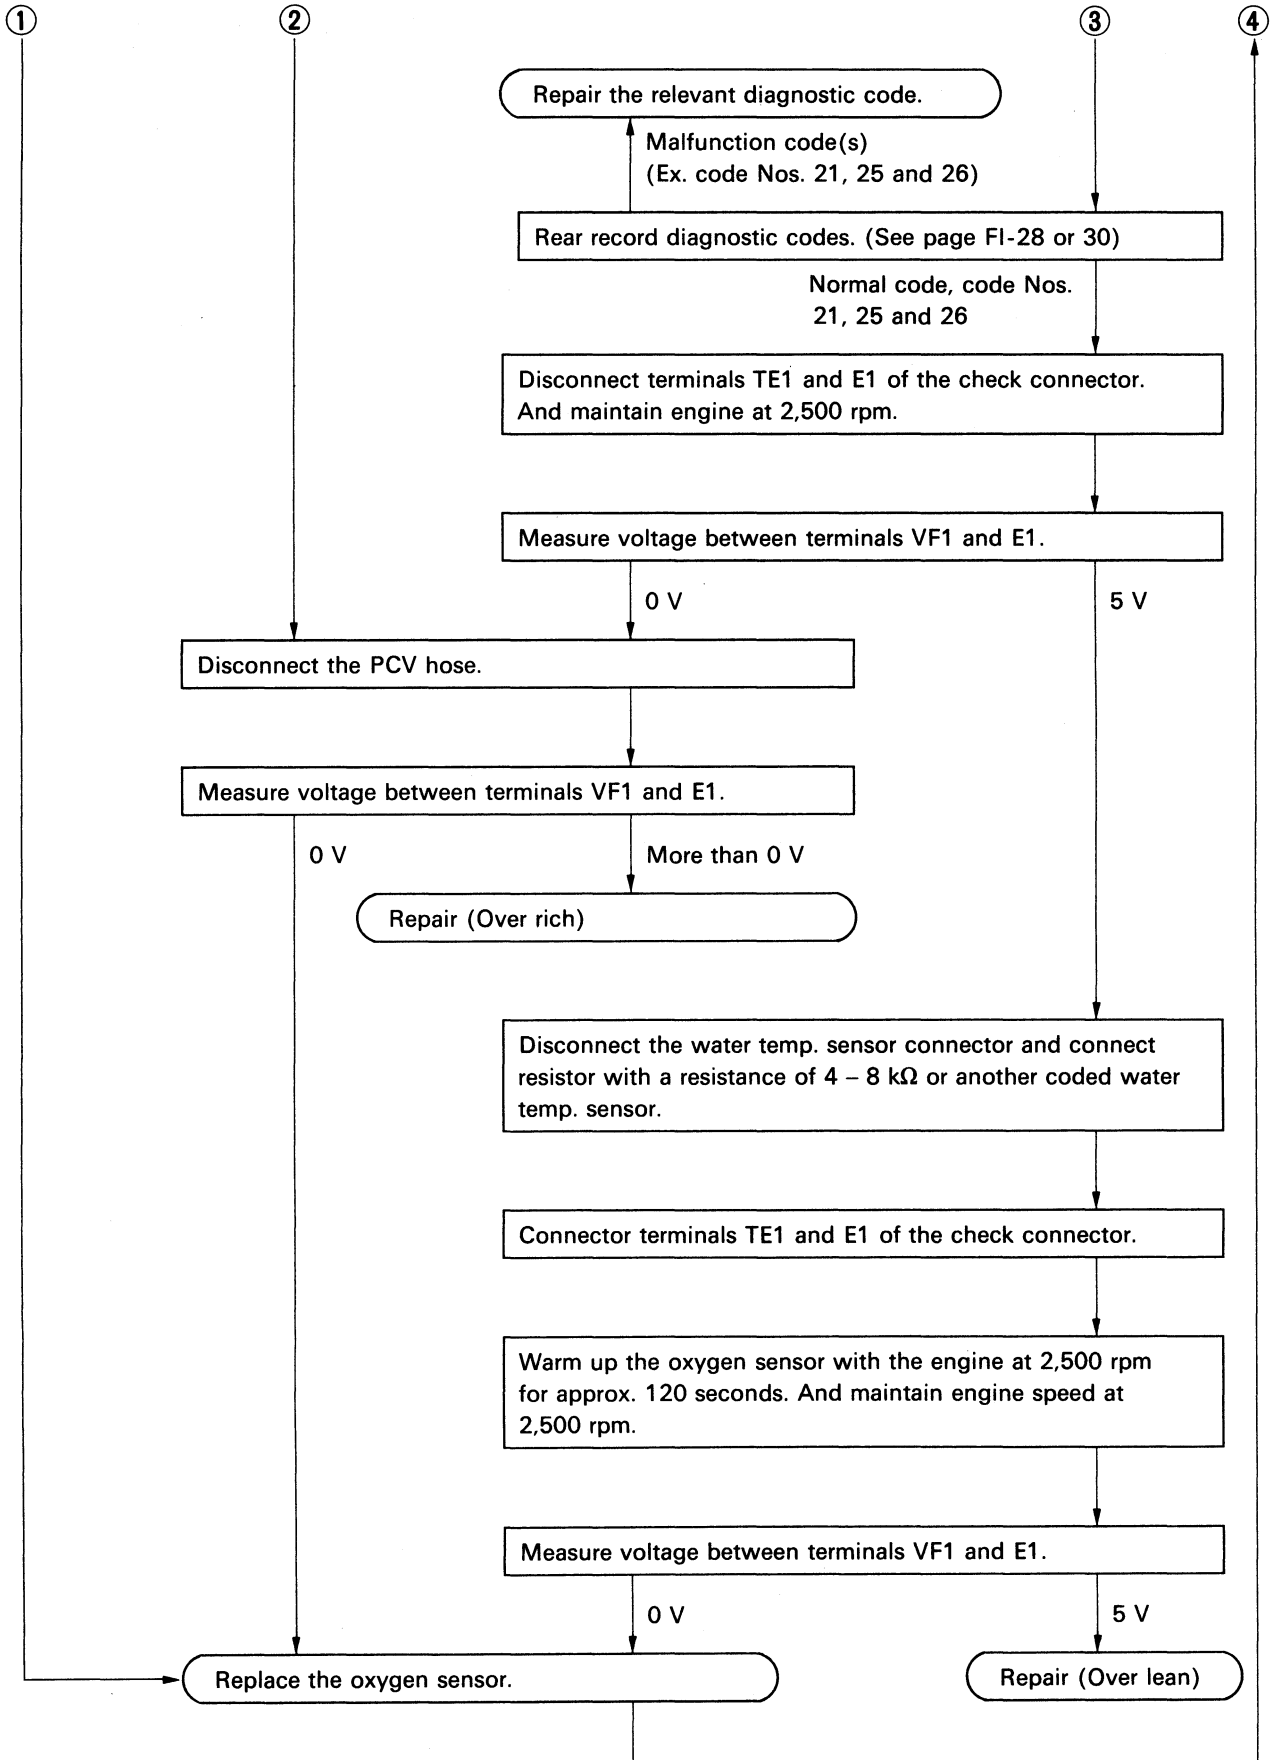 ① ② ③ ④
Repair the relevant diagnostic code.
Malfunction code(s)
(Ex. code Nos. 21, 25 and 26)
Rear record diagnostic codes. (See page FI-28 or 30)
Normal code, code Nos.
21, 25 and 26
Disconnect terminals TE1 and E1 of the check connector.
And maintain engine at 2,500 rpm.
Measure voltage between terminals VF1 and E1.
0 V
5 V
Disconnect the PCV hose.
Measure voltage between terminals VF1 and E1.
0 V
More than 0 V
Repair (Over rich)
Disconnect the water temp. sensor connector and connect
resistor with a resistance of 4 – 8 kΩ or another coded water
temp. sensor.
Connector terminals TE1 and E1 of the check connector.
Warm up the oxygen sensor with the engine at 2,500 rpm
for approx. 120 seconds. And maintain engine speed at
2,500 rpm.
Measure voltage between terminals VF1 and E1.
0 V
5 V
Replace the oxygen sensor.
Repair (Over lean)